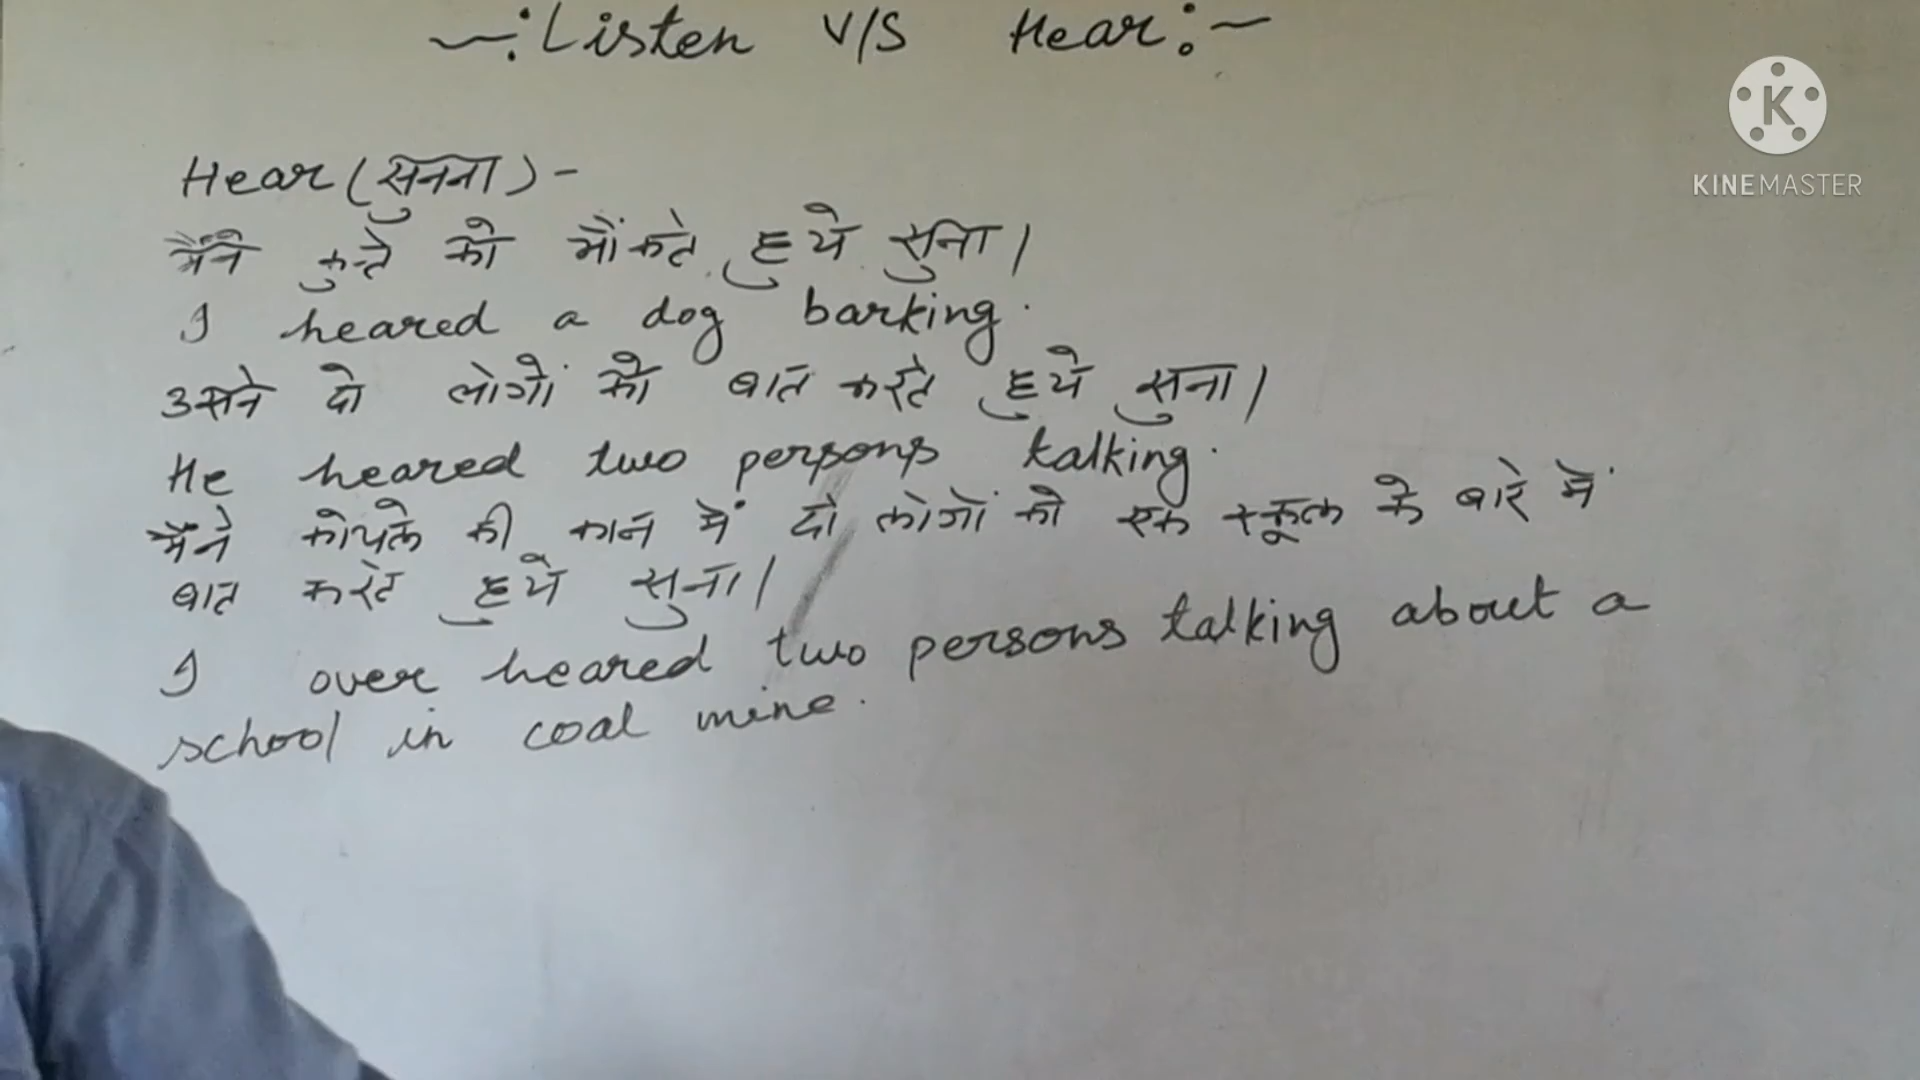 -:Listen V/S Hear:-
K
KINEMASTER
Hear (सुनना) -
मैंने कुत्ते को भौंकते हुये सुना।
I heared a dog barking.
उसने दो लोगों को बात करते हुये सुना।
He heared two persons talking.
मैंने कोयले की कान में दो लोगों को एक स्कूल के बारे में
बात करते हुये सुना।
I over heared two persons talking about a
school in coal mine.